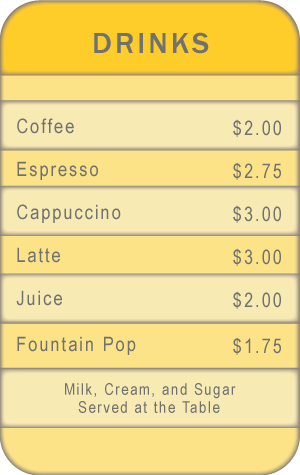 DRINKS
Coffee $2.00
Espresso $2.75
Cappuccino $3.00
Latte $3.00
Juice $2.00
Fountain Pop $1.75
Milk, Cream, and Sugar
Served at the Table